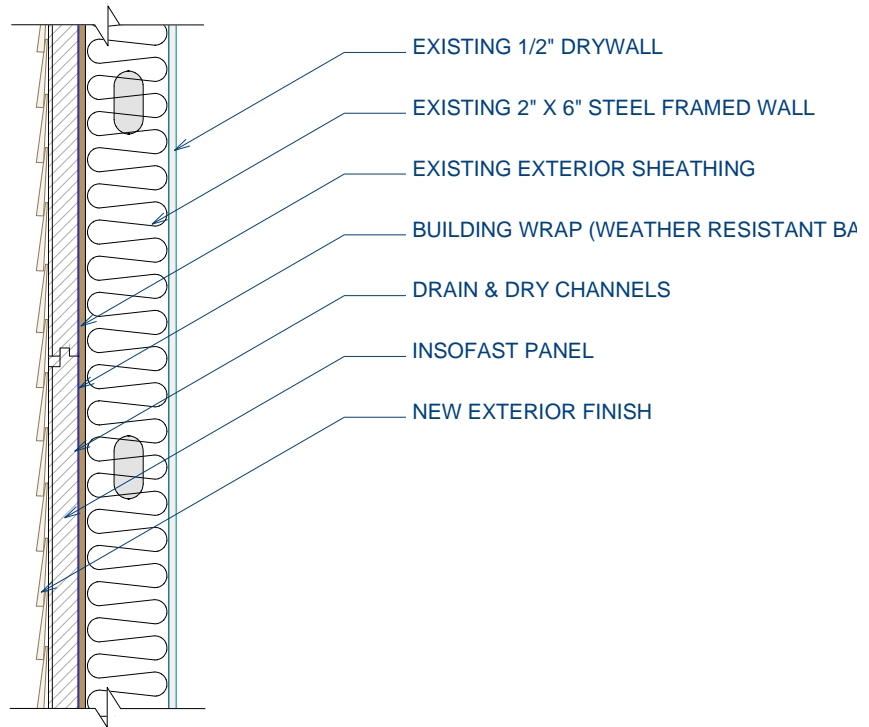 EXISTING 1/2" DRYWALL
EXISTING 2" X 6" STEEL FRAMED WALL
EXISTING EXTERIOR SHEATHING
BUILDING WRAP (WEATHER RESISTANT BA
DRAIN & DRY CHANNELS
INSOFAST PANEL
NEW EXTERIOR FINISH